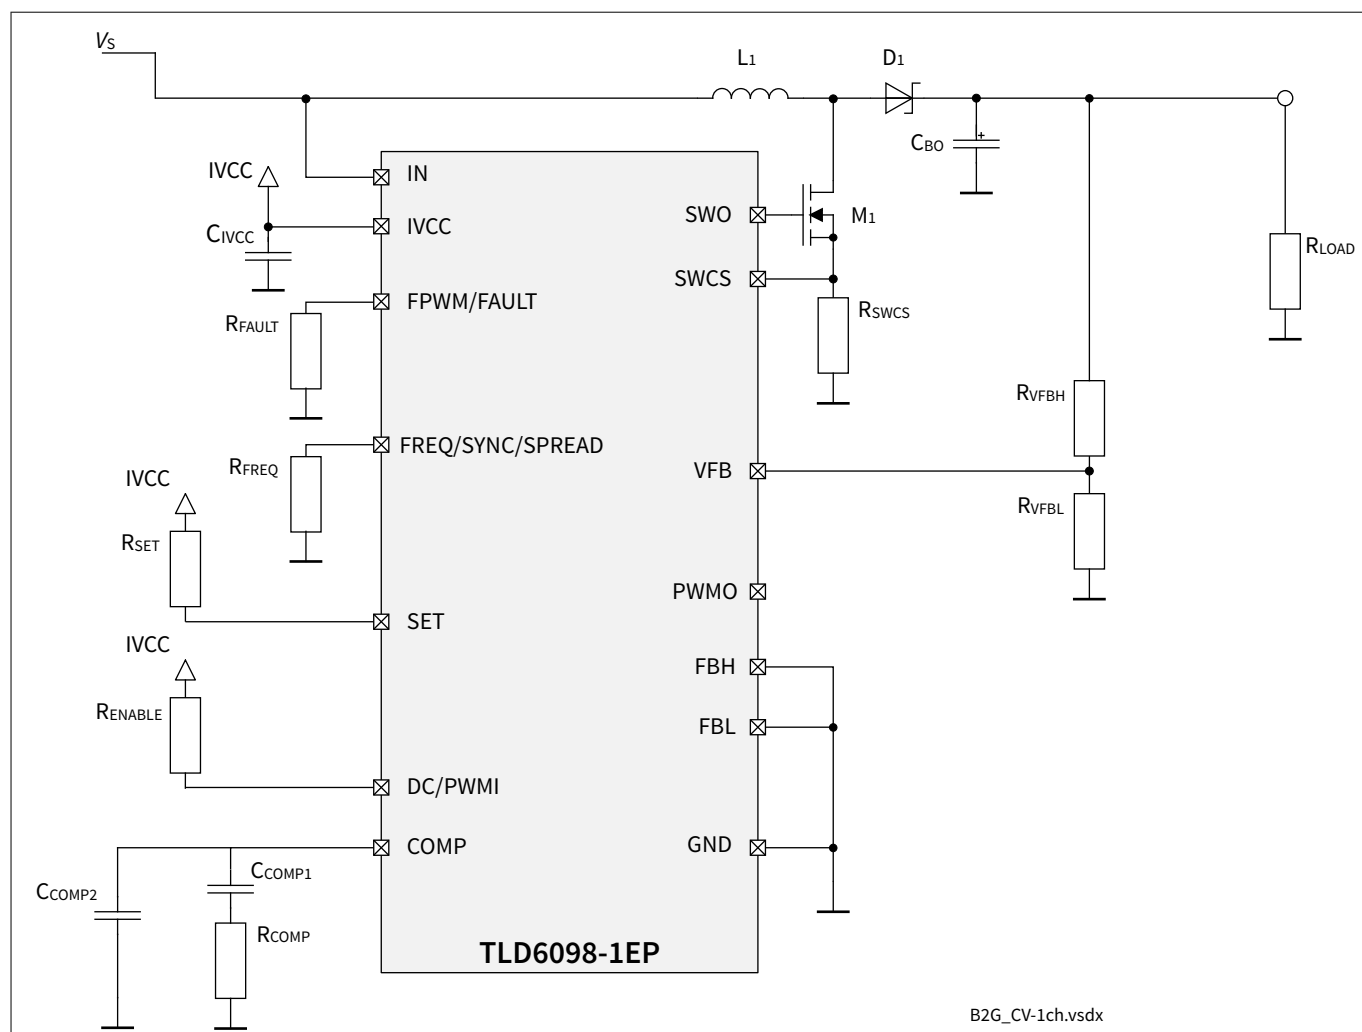 VS
L1
D1
CBO
+
IVCC
IN
CIVCC
IVCC
SWO
M1
SWCS
RSWCS
RLOAD
FPWM/FAULT
RFAULT
FREQ/SYNC/SPREAD
RFREQ
RVFBH
VFB
RVFBL
IVCC
RSET
SET
PWMO
IVCC
RENABLE
FBH
FBL
DC/PWMI
COMP
GND
CCOMP1
CCOMP2
RCOMP
TLD6098-1EP
B2G_CV-1ch.vsdx